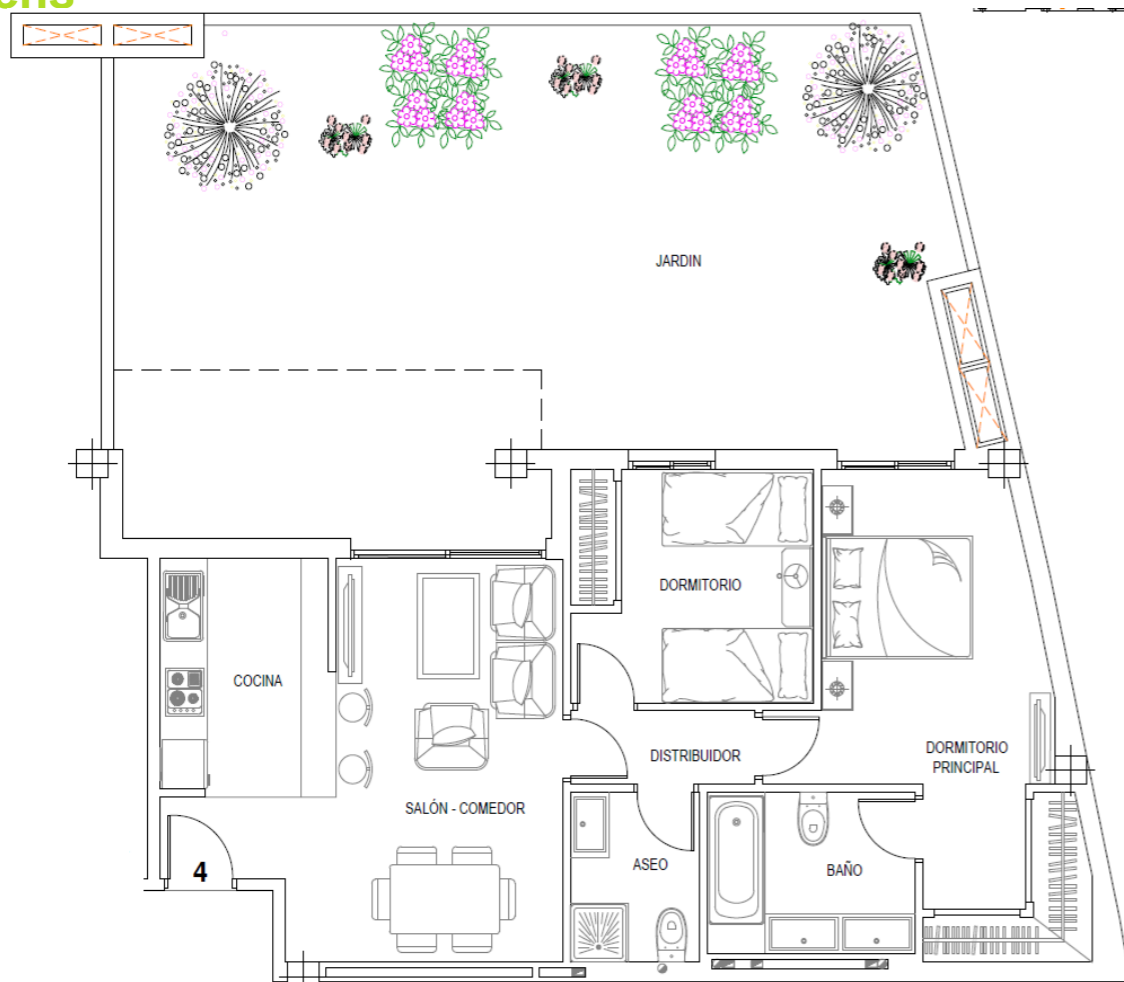 JARDIN
DORMITORIO
COCINA
DISTRIBUIDOR
DORMITORIO
PRINCIPAL
SALÓN - COMEDOR
4
ASEO
BAÑO